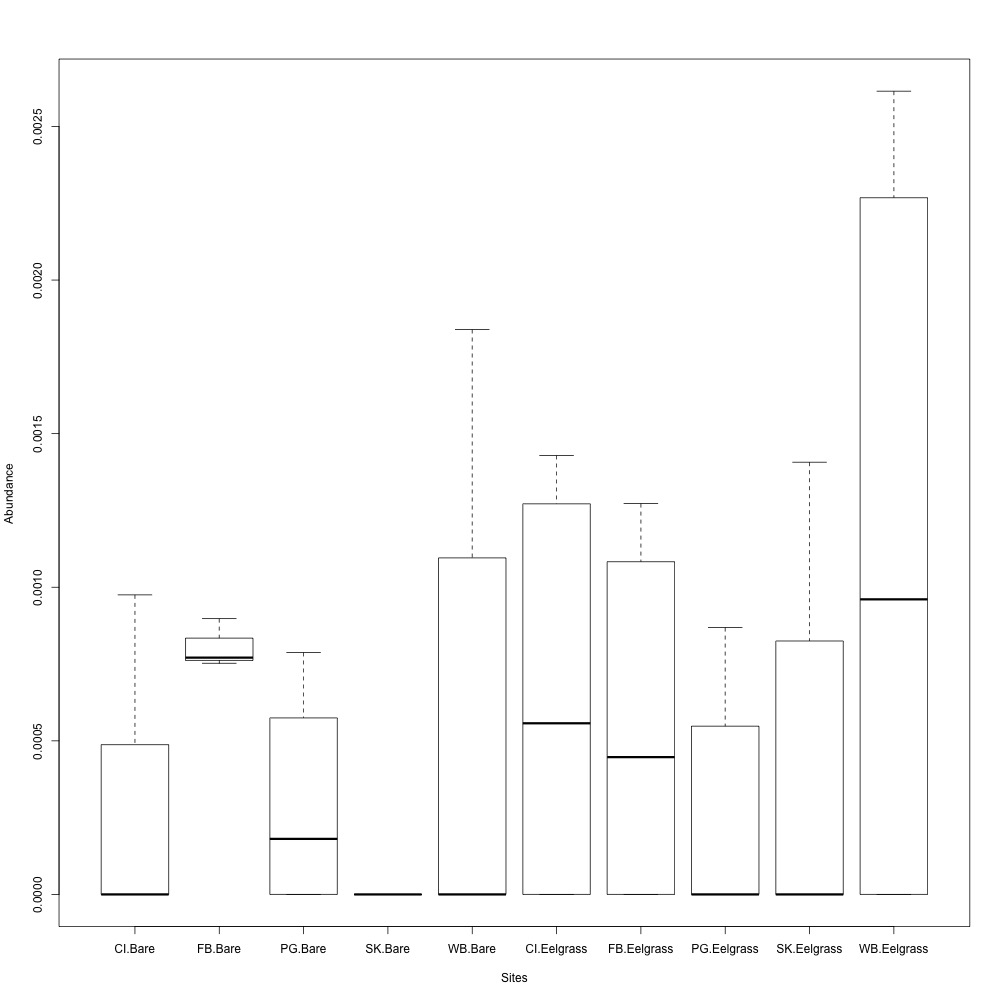 Abundance
0.0025
0.0020
0.0015
0.0010
0.0005
0.0000
CI.Bare FB.Bare PG.Bare SK.Bare WB.Bare CI.Eelgrass FB.Eelgrass PG.Eelgrass SK.Eelgrass WB.Eelgrass
Sites